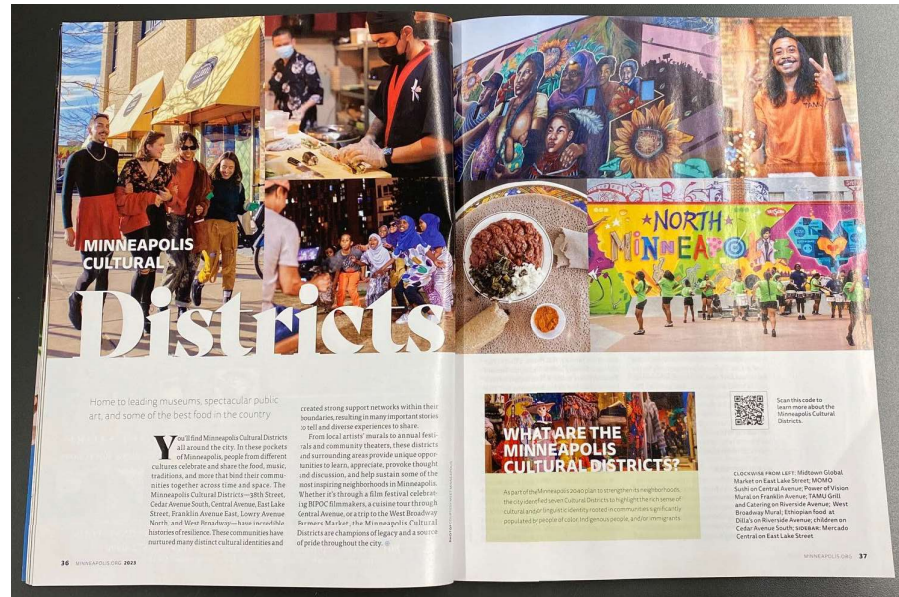 MINNEAPOLIS
CULTURAL
Districts
Home to leading museums, spectacular public
art, and some of the best food in the country
You'll find Minneapolis Cultural Districts
all around the city. In these pockets
of Minneapolis, people from different
cultures celebrate and share the food, music,
traditions, and more that bind their commu-
nities together across time and space. The
Minneapolis Cultural Districts—38th Street,
Cedar Avenue South, Central Avenue, East Lake
Street, Franklin Avenue East, Lowry Avenue
North, and West Broadway—have incredible
histories of resilience. These communities have
nurtured many distinct cultural identities and
created strong support networks within their
boundaries, resulting in many important stories
to tell and diverse experiences to share.
From local artists' murals to annual festi-
vals and community theaters, these districts
and surrounding areas provide unique oppor-
tunities to learn, appreciate, provoke thought
and discussion, and help sustain some of the
most inspiring neighborhoods in Minneapolis.
Whether it's through a film festival celebrat-
ing BIPOC filmmakers, a cuisine tour through
Central Avenue, or a trip to the West Broadway
Farmers Market, the Minneapolis Cultural
Districts are champions of legacy and a source
of pride throughout the city.
36 MINNEAPOLIS.ORG 2023
TAMU
NORTH
MINNEAPOLIS
WHAT ARE THE
MINNEAPOLIS
CULTURAL DISTRICTS?
As part of the Minneapolis 2040 plan to strengthen its neighborhoods,
the city identified seven Cultural Districts to highlight the rich sense of
cultural and/or linguistic identity rooted in communities significantly
populated by people of color, Indigenous people, and/or immigrants.
Scan this code to
learn more about the
Minneapolis Cultural
Districts.
CLOCKWISE FROM LEFT: Midtown Global
Market on East Lake Street; MOMO
Sushi on Central Avenue; Power of Vision
Mural on Franklin Avenue; TAMU Grill
and Catering on Riverside Avenue; West
Broadway Mural; Ethiopian food at
Dilla's on Riverside Avenue; children on
Cedar Avenue South; SIDEBAR: Mercado
Central on East Lake Street
MINNEAPOLIS.ORG 37